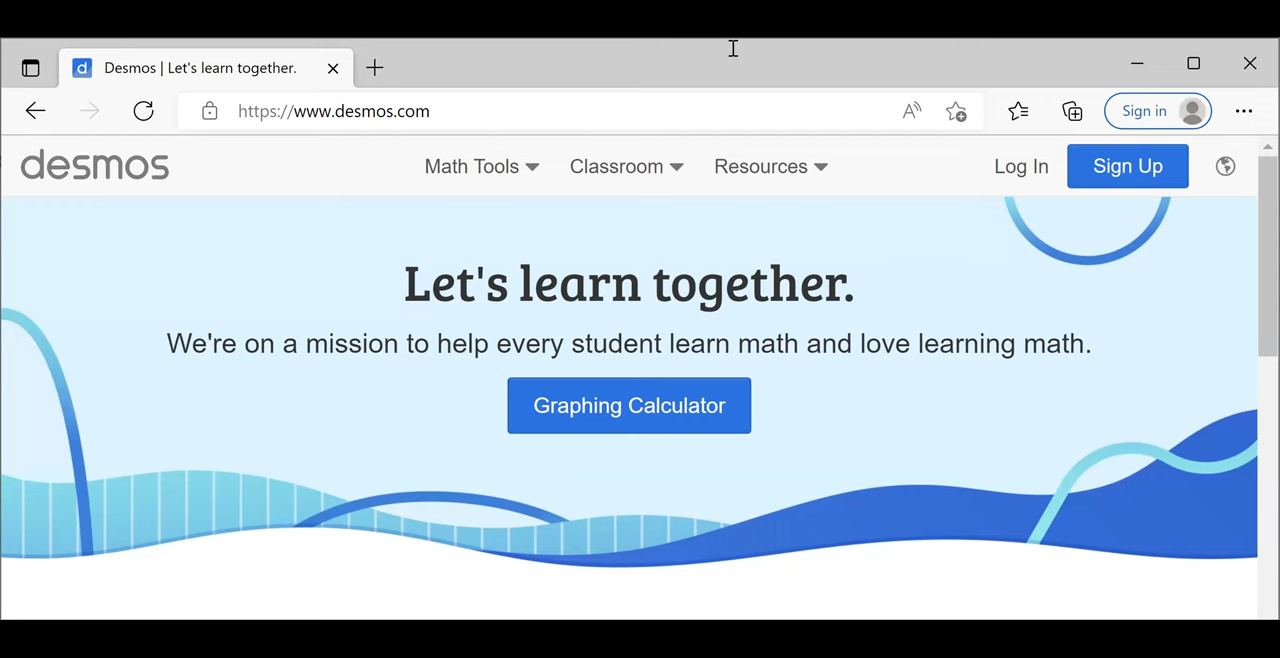 Desmos | Let's learn together.
https://www.desmos.com
Sign in
desmos
Math Tools
Classroom
Resources
Log In
Sign Up
Let's learn together.
We're on a mission to help every student learn math and love learning math.
Graphing Calculator